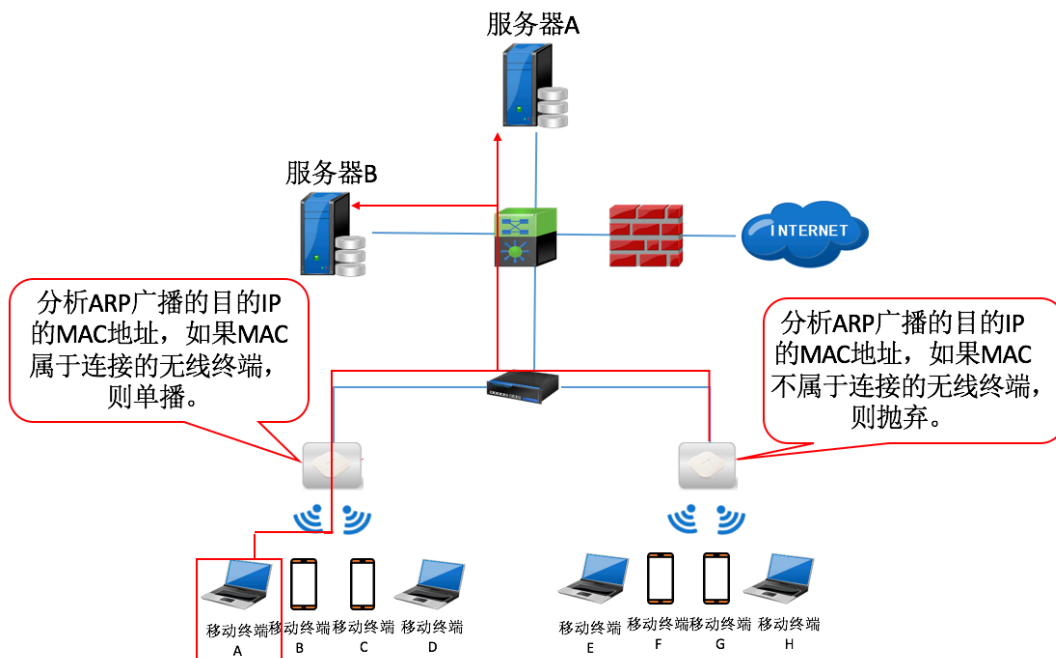 服务器A
服务器B
INTERNET
分析ARP广播的目的IP
的MAC地址，如果MAC
属于连接的无线终端，
则单播。
分析ARP广播的目的IP
的MAC地址，如果MAC
不属于连接的无线终端，
则抛弃。
移动终端
A
移动终端
B
移动终端
C
移动终端
D
移动终端
E
移动终端
F
移动终端
G
移动终端
H